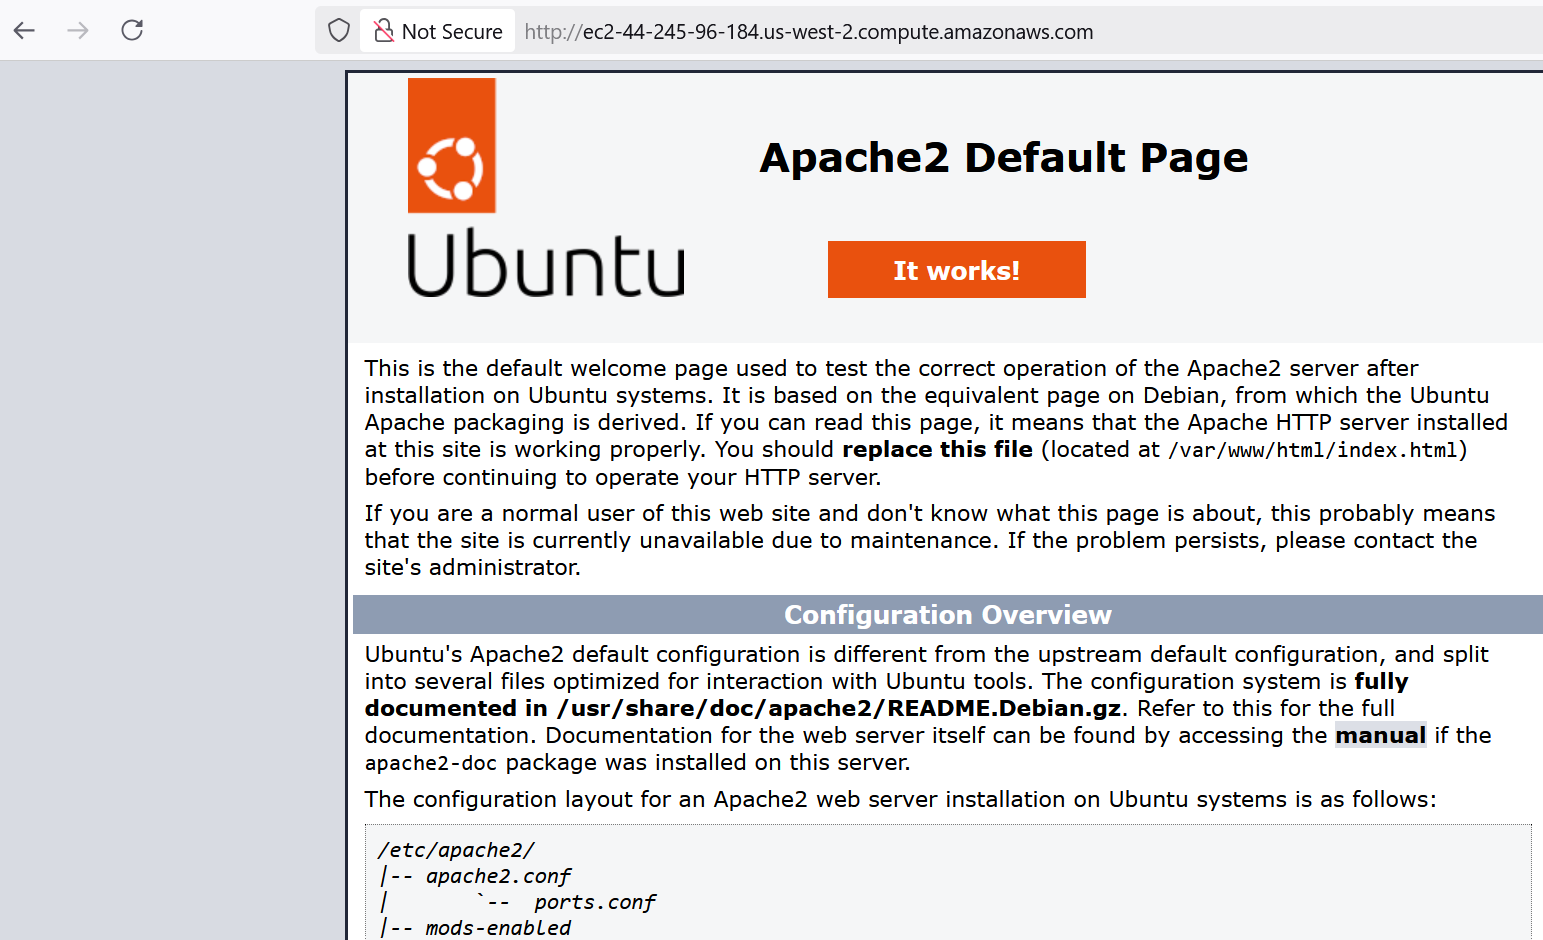 Not Secure http://ec2-44-245-96-184.us-west-2.compute.amazonaws.com
Ubuntu
Apache2 Default Page
It works!
This is the default welcome page used to test the correct operation of the Apache2 server after
installation on Ubuntu systems. It is based on the equivalent page on Debian, from which the Ubuntu
Apache packaging is derived. If you can read this page, it means that the Apache HTTP server installed
at this site is working properly. You should replace this file (located at /var/www/html/index.html)
before continuing to operate your HTTP server.
If you are a normal user of this web site and don't know what this page is about, this probably means
that the site is currently unavailable due to maintenance. If the problem persists, please contact the
site's administrator.
Configuration Overview
Ubuntu's Apache2 default configuration is different from the upstream default configuration, and split
into several files optimized for interaction with Ubuntu tools. The configuration system is fully
documented in /usr/share/doc/apache2/README.Debian.gz. Refer to this for the full
documentation. Documentation for the web server itself can be found by accessing the manual if the
apache2-doc package was installed on this server.
The configuration layout for an Apache2 web server installation on Ubuntu systems is as follows:
/etc/apache2/
|-- apache2.conf
|       `--  ports.conf
|-- mods-enabled